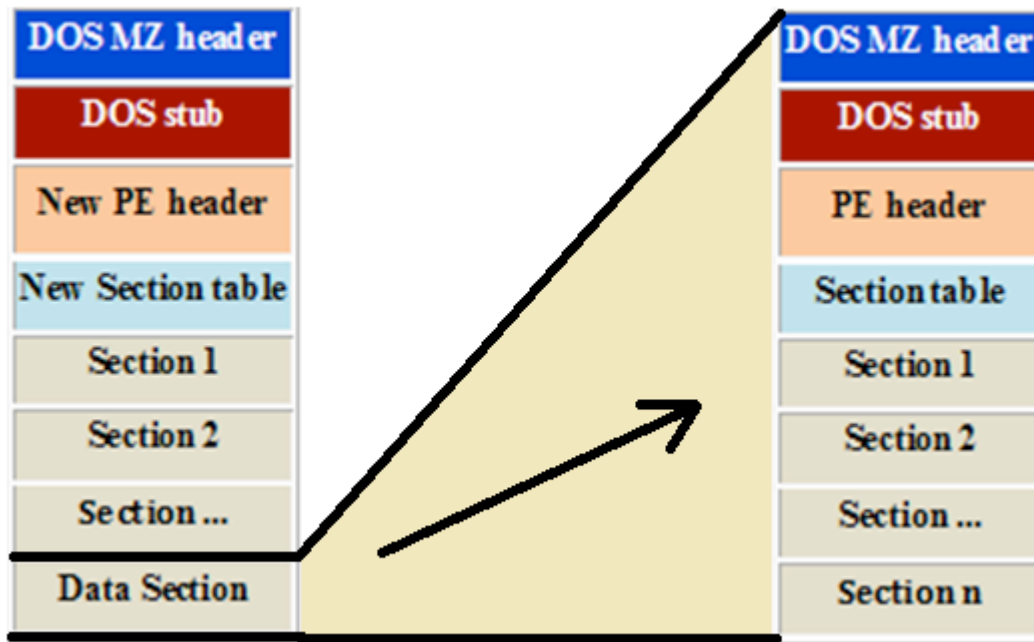 DOS MZ header
DOS stub
New PE header
New Section table
Section 1
Section 2
Section ...
Data Section
DOS MZ header
DOS stub
PE header
Section table
Section 1
Section 2
Section ...
Section n